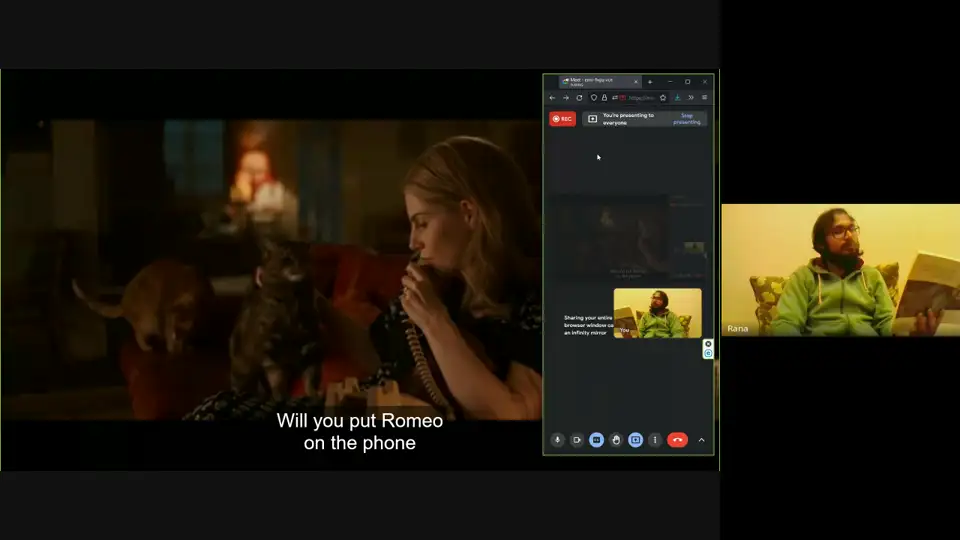 Meet - 
REC
You're presenting to
everyone
Stop
presenting
Sharing your entire
browser window
an infinity mirror
You
Will you put Romeo
on the phone
Rana